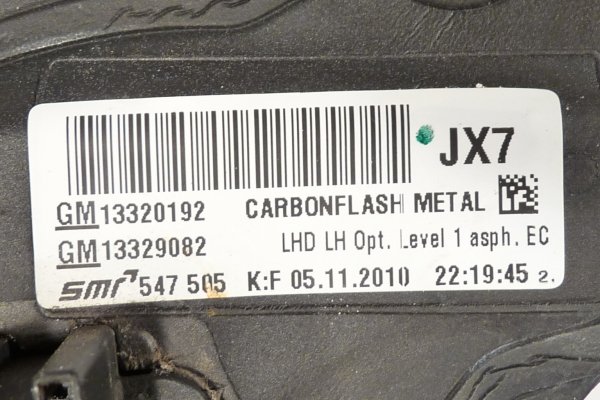 JX7
GM 13320192 CARBONFLASH METAL
GM 13329082 LHD LH Opt. Level 1 asph. EC
smr 547 505 K:F 05.11.2010 22:19:45 2.